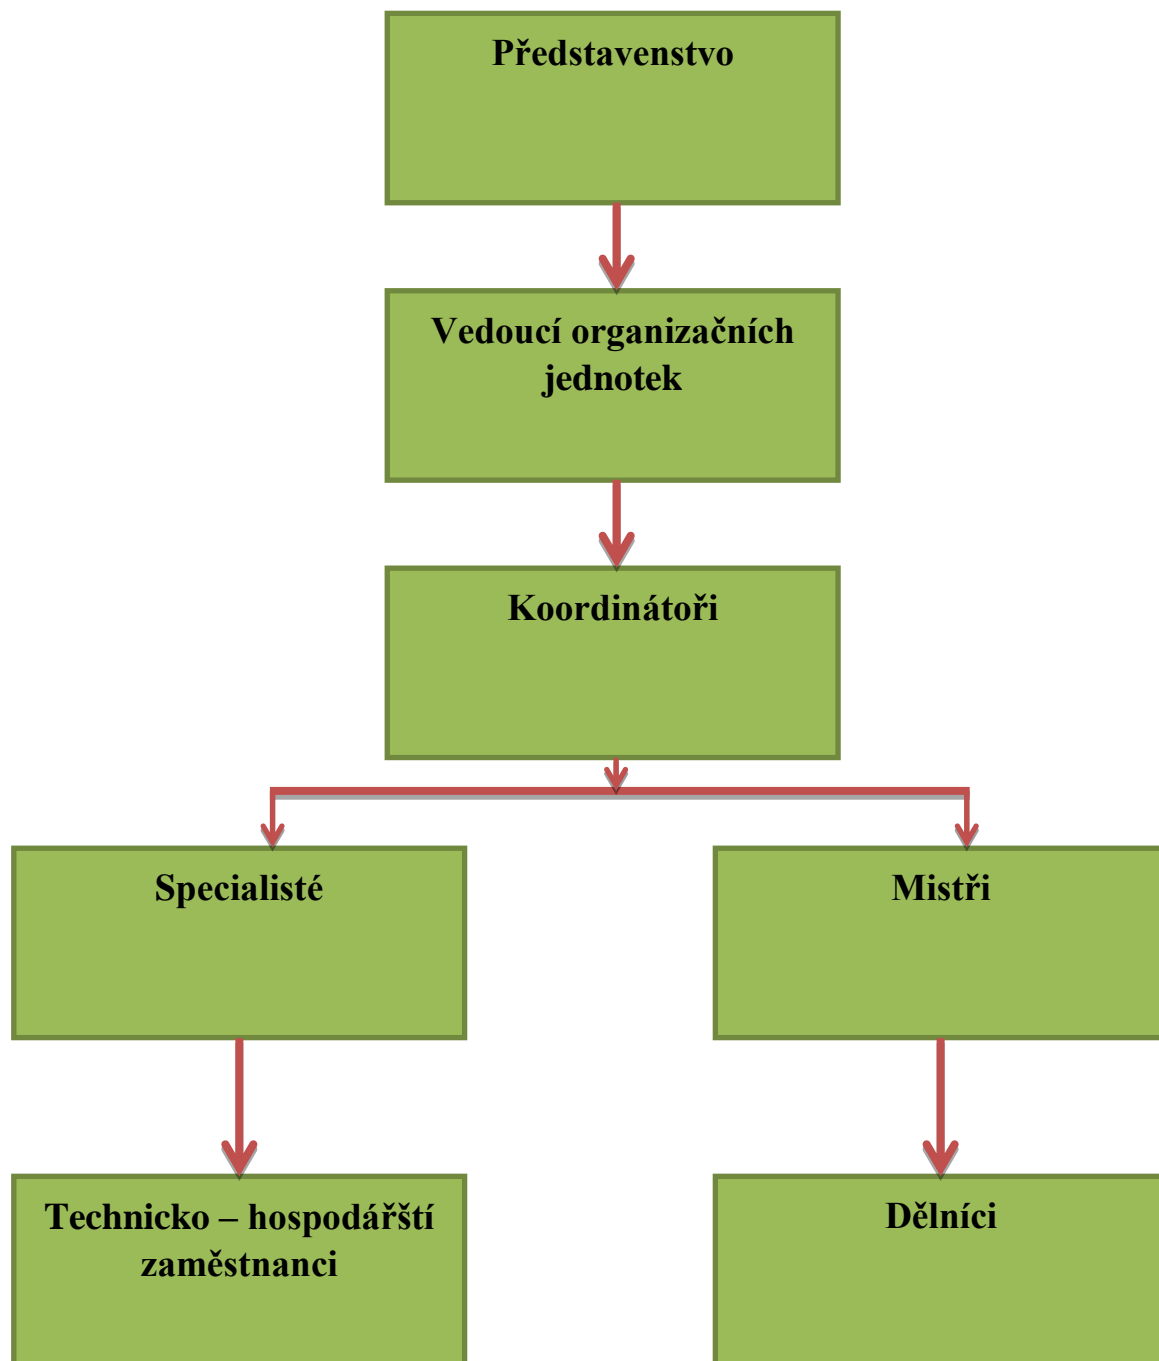 Představenstvo
Vedoucí organizačních
jednotek
Koordinátoři
Specialisté
Mistři
Technicko – hospodářští
zaměstnanci
Dělníci